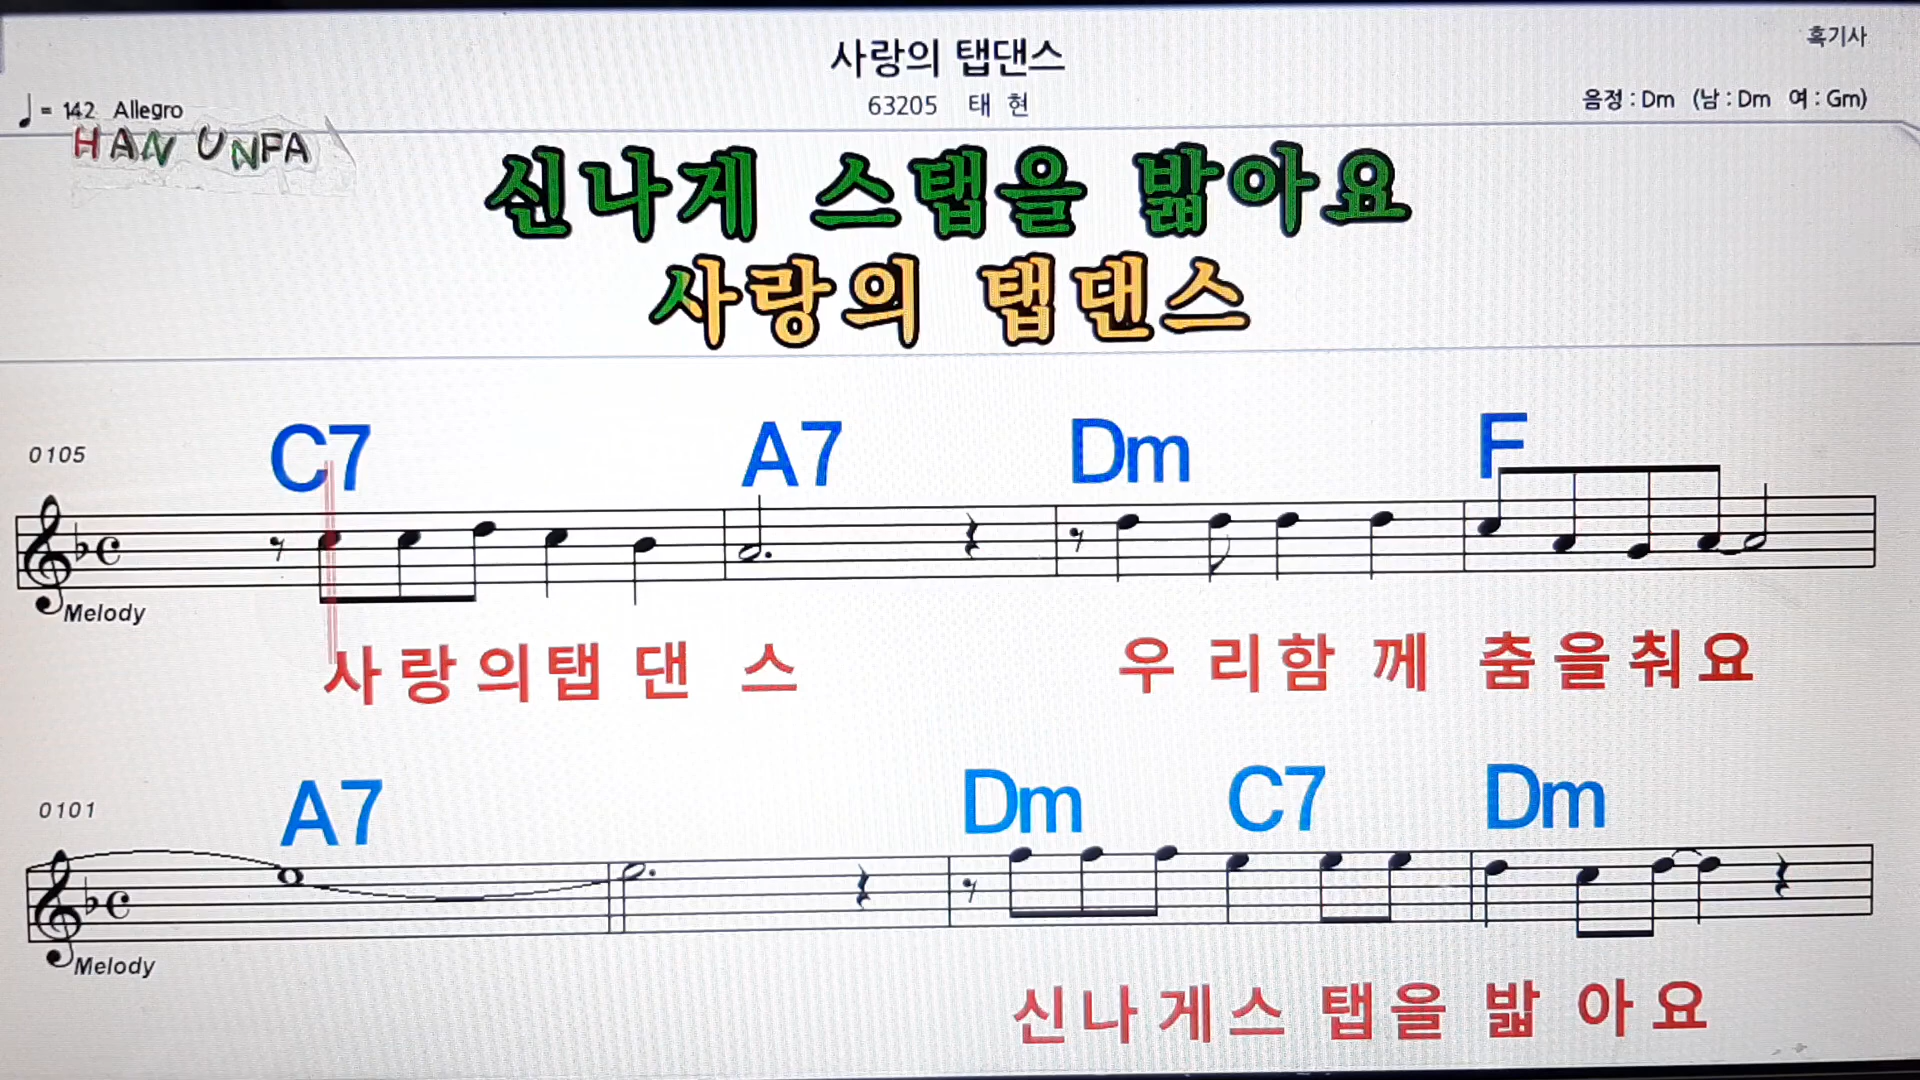 사랑의 탭댄스
혹기사
♩= 142 Allegro
63205 태 현
음정 : Dm (남 : Dm 여 : Gm)
HAN UNFA
신나게 스탭을 밟아요
사랑의 탭댄스
0105
C7 A7 Dm F
Melody
사 랑 의 탭 댄 스 우 리 함 께 춤 을 춰 요
0101
A7 Dm C7 Dm
Melody
신 나 게 스 탭 을 밟 아 요